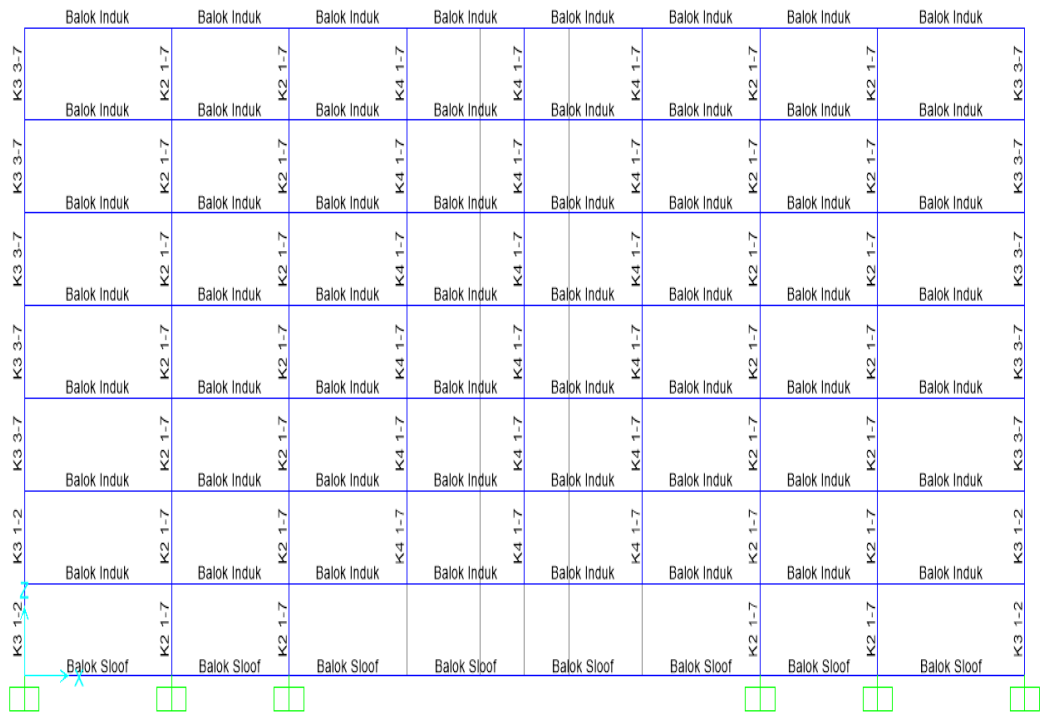 Balok Induk Balok Induk Balok Induk Balok Induk Balok Induk Balok Induk Balok Induk Balok Induk
K3 3-7 K2 1-7 K2 1-7 K4 1-7 K4 1-7 K4 1-7 K2 1-7 K2 1-7 K3 3-7
Balok Induk Balok Induk Balok Induk Balok Induk Balok Induk Balok Induk Balok Induk Balok Induk
K3 3-7 K2 1-7 K2 1-7 K4 1-7 K4 1-7 K4 1-7 K2 1-7 K2 1-7 K3 3-7
Balok Induk Balok Induk Balok Induk Balok Induk Balok Induk Balok Induk Balok Induk Balok Induk
K3 3-7 K2 1-7 K2 1-7 K4 1-7 K4 1-7 K4 1-7 K2 1-7 K2 1-7 K3 3-7
Balok Induk Balok Induk Balok Induk Balok Induk Balok Induk Balok Induk Balok Induk Balok Induk
K3 3-7 K2 1-7 K2 1-7 K4 1-7 K4 1-7 K4 1-7 K2 1-7 K2 1-7 K3 3-7
Balok Induk Balok Induk Balok Induk Balok Induk Balok Induk Balok Induk Balok Induk Balok Induk
K3 3-7 K2 1-7 K2 1-7 K4 1-7 K4 1-7 K4 1-7 K2 1-7 K2 1-7 K3 3-7
Balok Induk Balok Induk Balok Induk Balok Induk Balok Induk Balok Induk Balok Induk Balok Induk
K3 1-2 K2 1-7 K2 1-7 K4 1-7 K4 1-7 K4 1-7 K2 1-7 K2 1-7 K3 1-2
Balok Induk Balok Induk Balok Induk Balok Induk Balok Induk Balok Induk Balok Induk Balok Induk
Z
K3 1-2 K2 1-7 K2 1-7 K2 1-7 K2 1-7 K3 1-2
Balok Sloof Balok Sloof Balok Sloof Balok Sloof Balok Sloof Balok Sloof Balok Sloof Balok Sloof
X